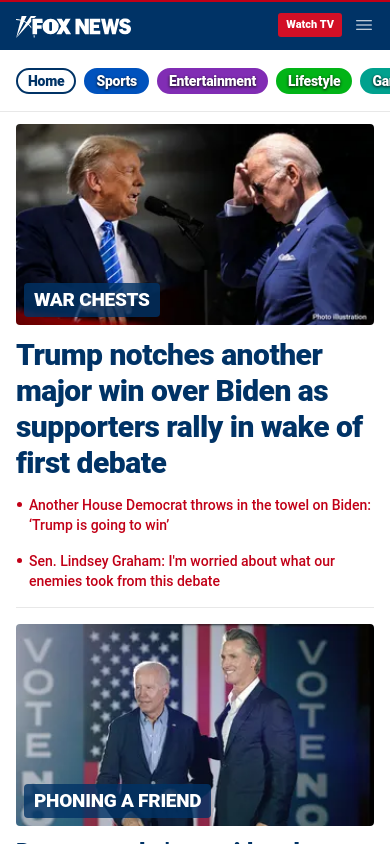 FOX NEWS
Watch TV
Home
Sports
Entertainment
Lifestyle
WAR CHESTS
Photo illustration
Trump notches another
major win over Biden as
supporters rally in wake of
first debate
• Another House Democrat throws in the towel on Biden:
‘Trump is going to win’
• Sen. Lindsey Graham: I'm worried about what our
enemies took from this debate
VOTE NO
VOTE NO
PHONING A FRIEND